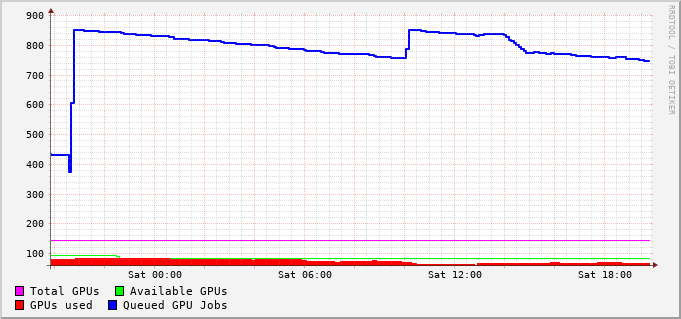 900
800
700
600
500
400
300
200
100
Sat 00:00 Sat 06:00 Sat 12:00 Sat 18:00
Total GPUs Available GPUs
GPUs used Queued GPU Jobs
RRDTOOL / TOBI OETIKER